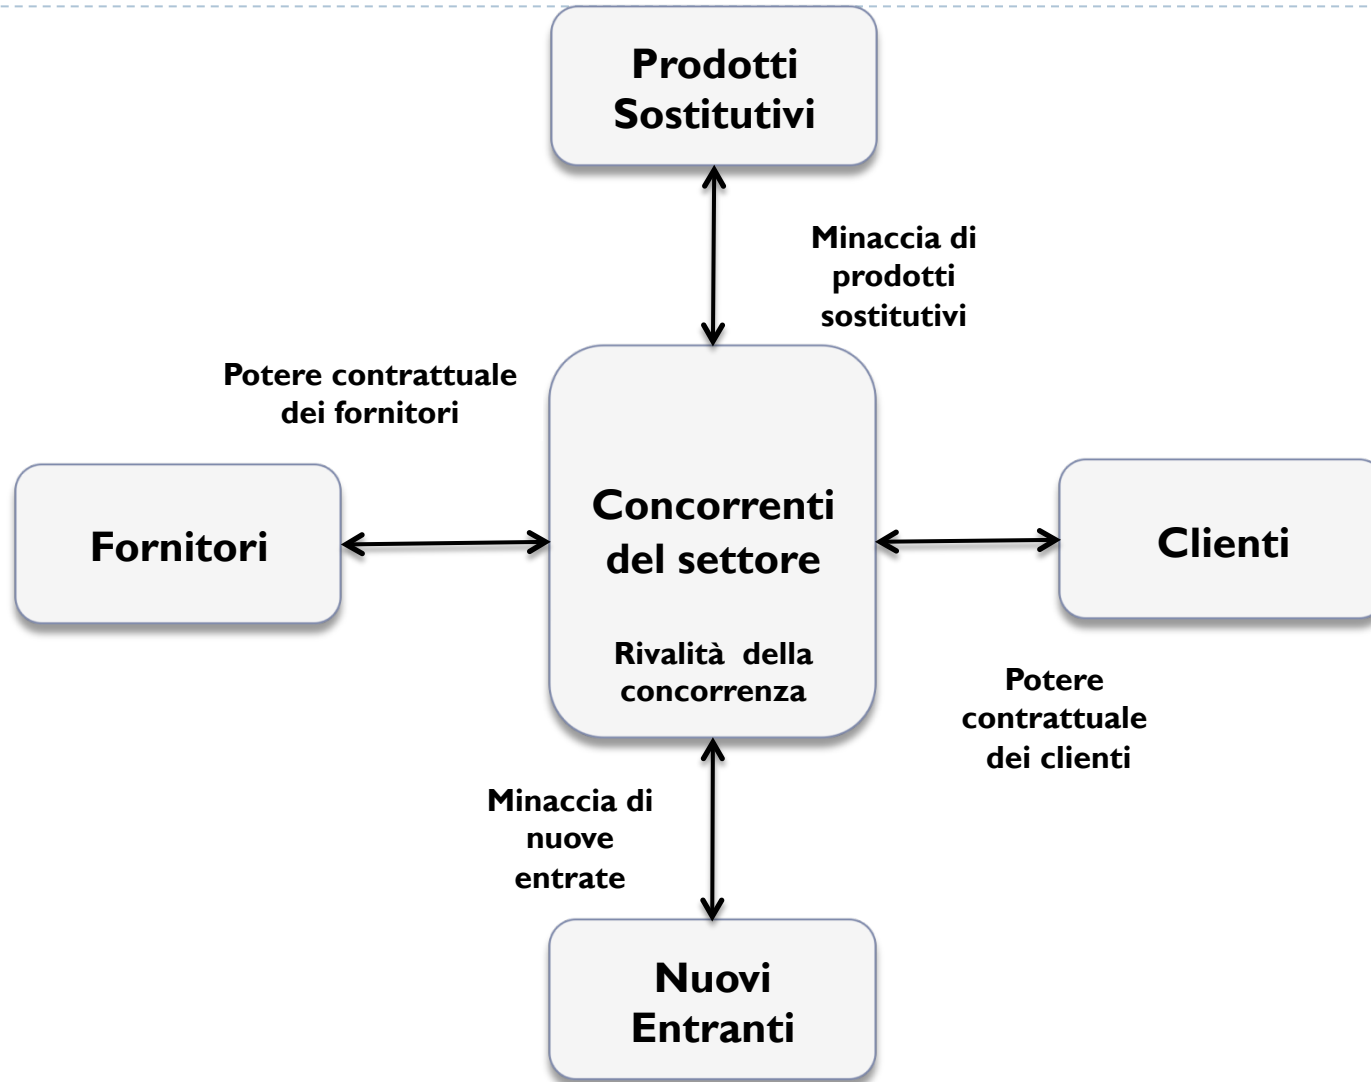 Prodotti
Sostitutivi
Minaccia di
prodotti
sostitutivi
Potere contrattuale
dei fornitori
Fornitori
Concorrenti
del settore
Rivalità della
concorrenza
Clienti
Potere
contrattuale
dei clienti
Minaccia di
nuove
entrate
Nuovi
Entranti